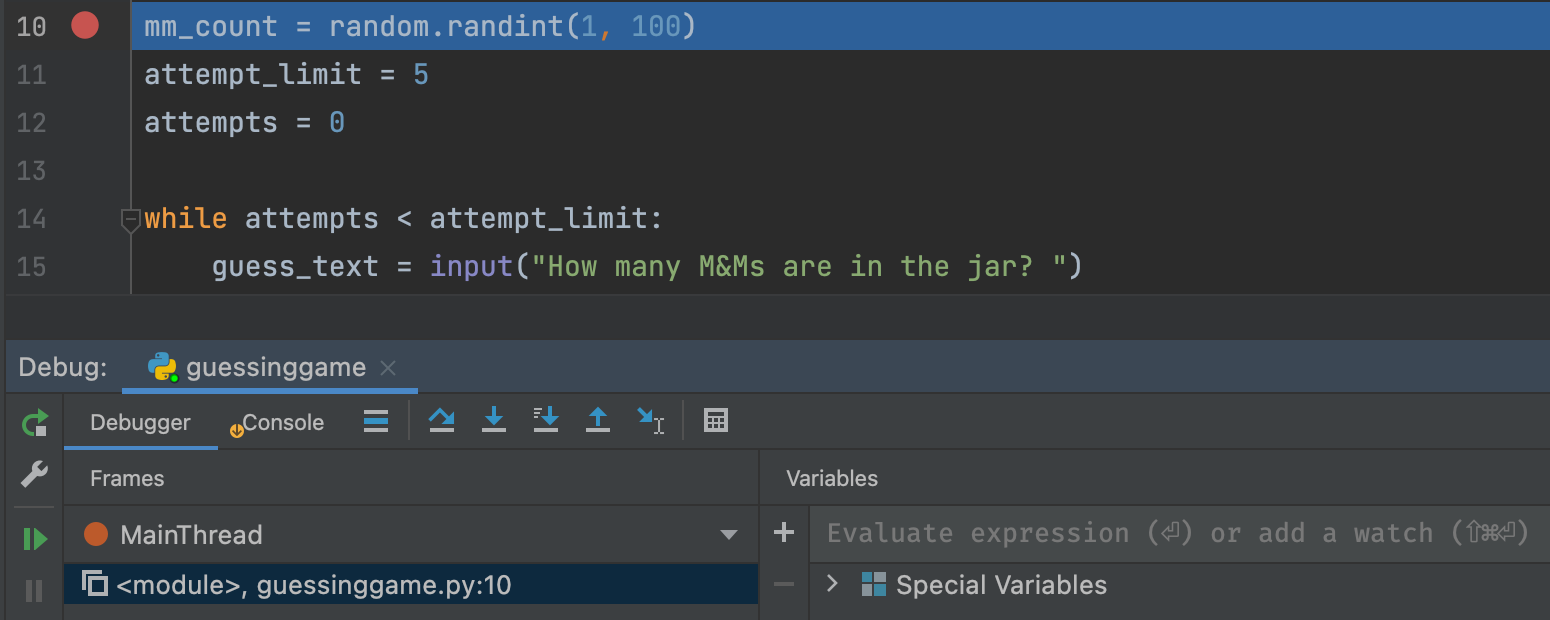 10 mm_count = random.randint(1, 100)
11 attempt_limit = 5
12 attempts = 0
13
14 while attempts < attempt_limit:
15 guess_text = input("How many M&Ms are in the jar? ")
Debug: guessinggame
Debugger Console
Frames Variables
MainThread Evaluate expression (⏎) or add a watch (⇧⌘⏎)
<module>, guessinggame.py:10 Special Variables